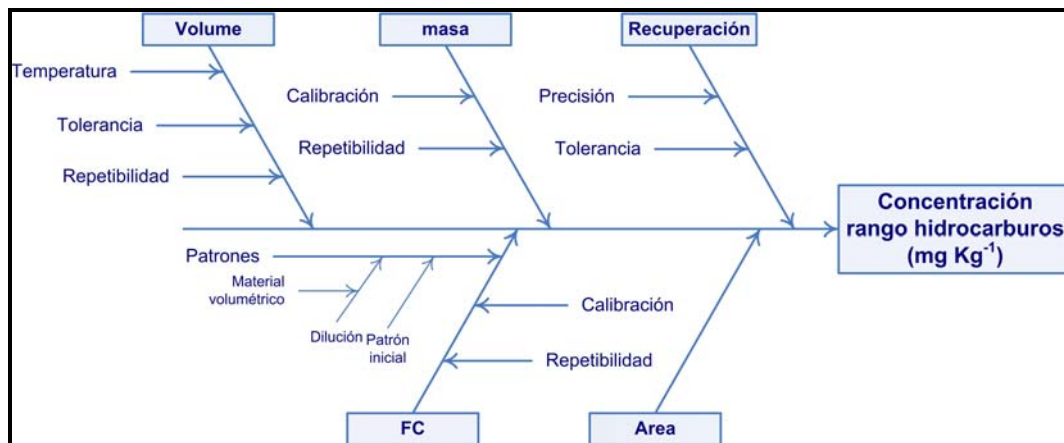 Volume
masa
Recuperación
Temperatura
Tolerancia
Repetibilidad
Calibración
Repetibilidad
Precisión
Tolerancia
Concentración
rango hidrocarburos
(mg Kg-1)
Patrones
Material
volumétrico
Dilución
Patrón
inicial
Calibración
Repetibilidad
FC
Area